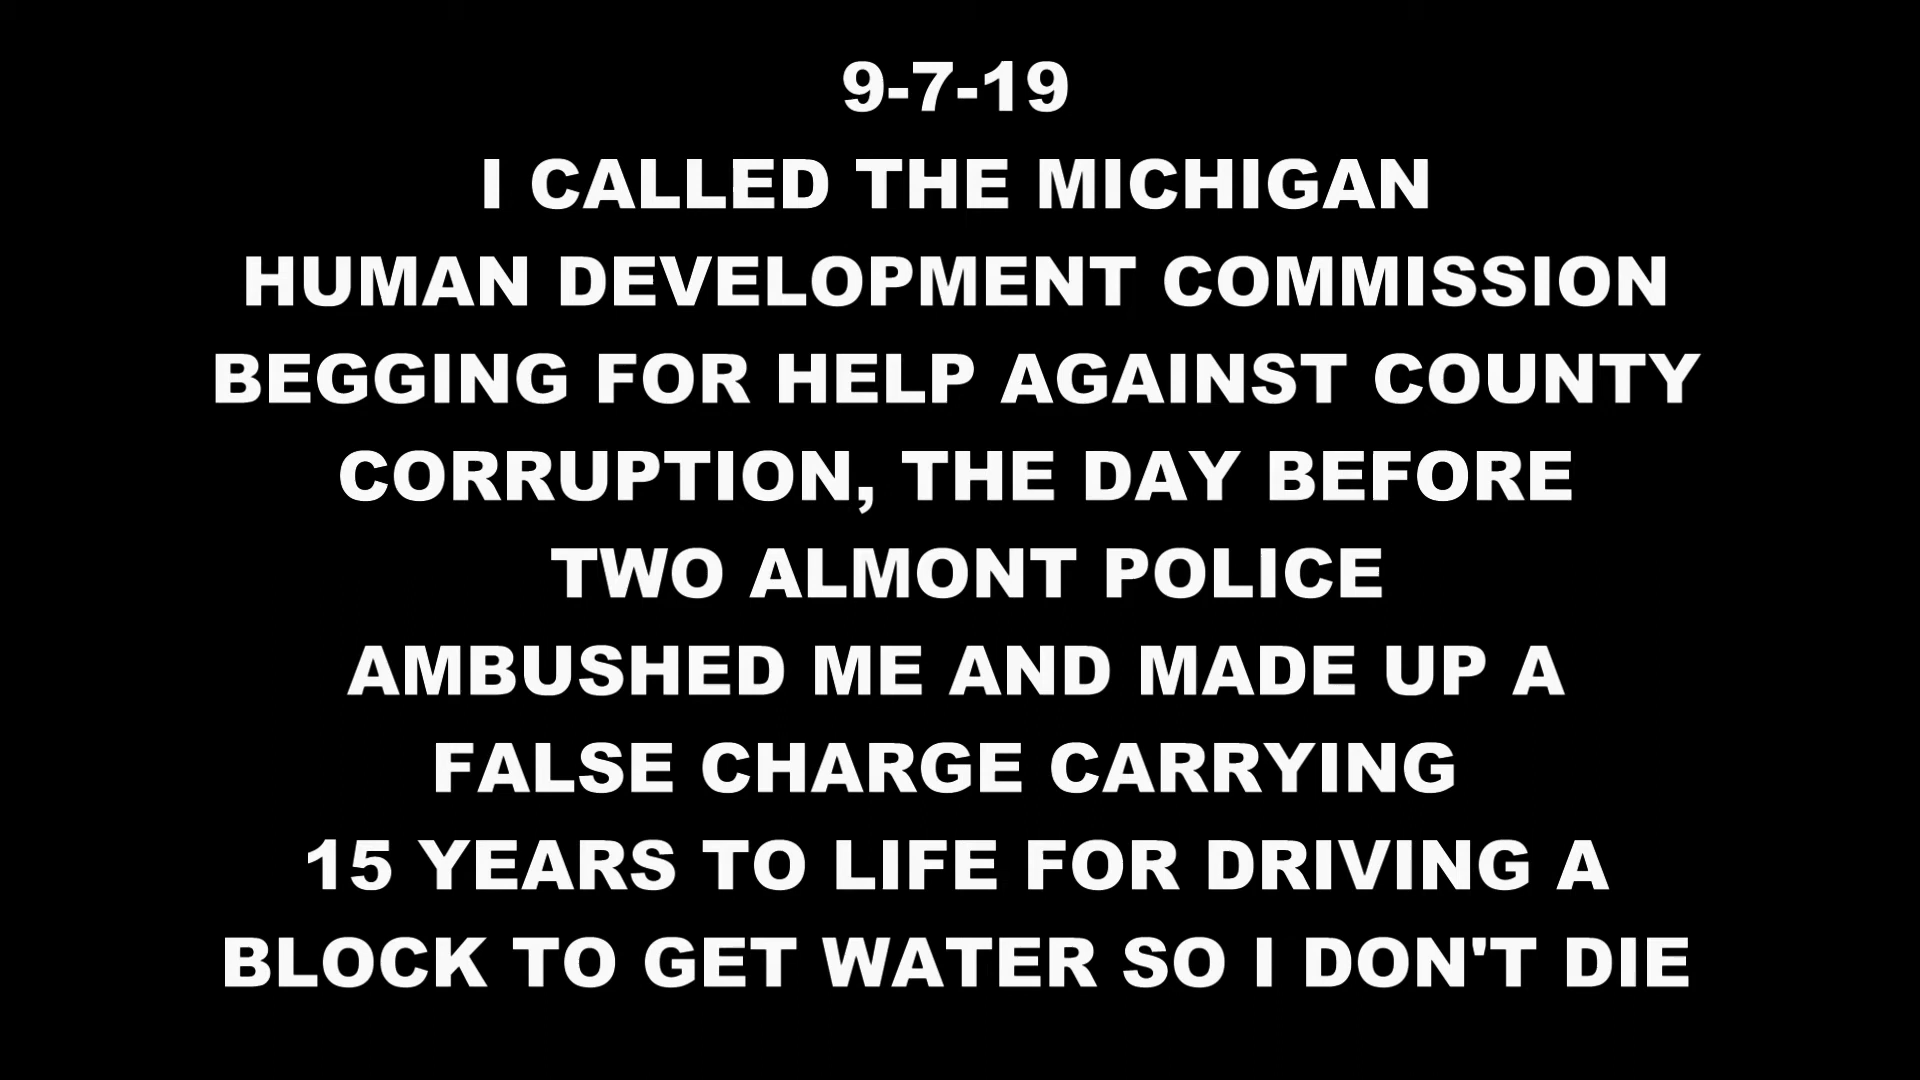 9-7-19
I CALLED THE MICHIGAN
HUMAN DEVELOPMENT COMMISSION
BEGGING FOR HELP AGAINST COUNTY
CORRUPTION, THE DAY BEFORE
TWO ALMONT POLICE
AMBUSHED ME AND MADE UP A
FALSE CHARGE CARRYING
15 YEARS TO LIFE FOR DRIVING A
BLOCK TO GET WATER SO I DON'T DIE